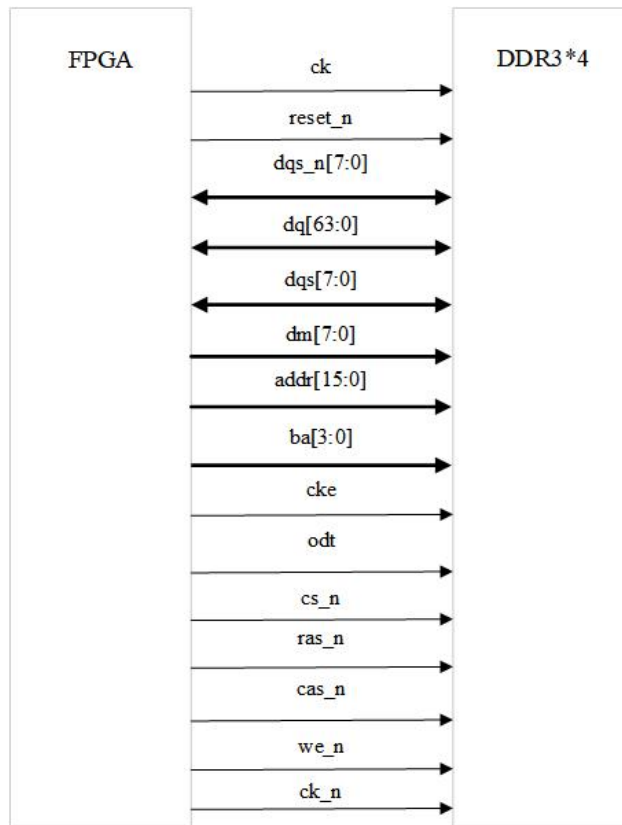 FPGA
DDR3*4
ck
reset_n
dqs_n[7:0]
dq[63:0]
dqs[7:0]
dm[7:0]
addr[15:0]
ba[3:0]
cke
odt
cs_n
ras_n
cas_n
we_n
ck_n